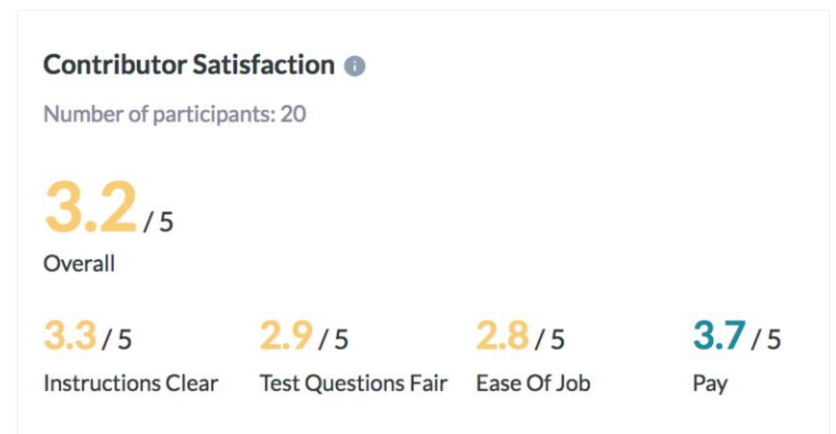 Contributor Satisfaction i
Number of participants: 20
3.2 / 5
Overall
3.3 / 5 2.9 / 5 2.8 / 5 3.7 / 5
Instructions Clear Test Questions Fair Ease Of Job Pay